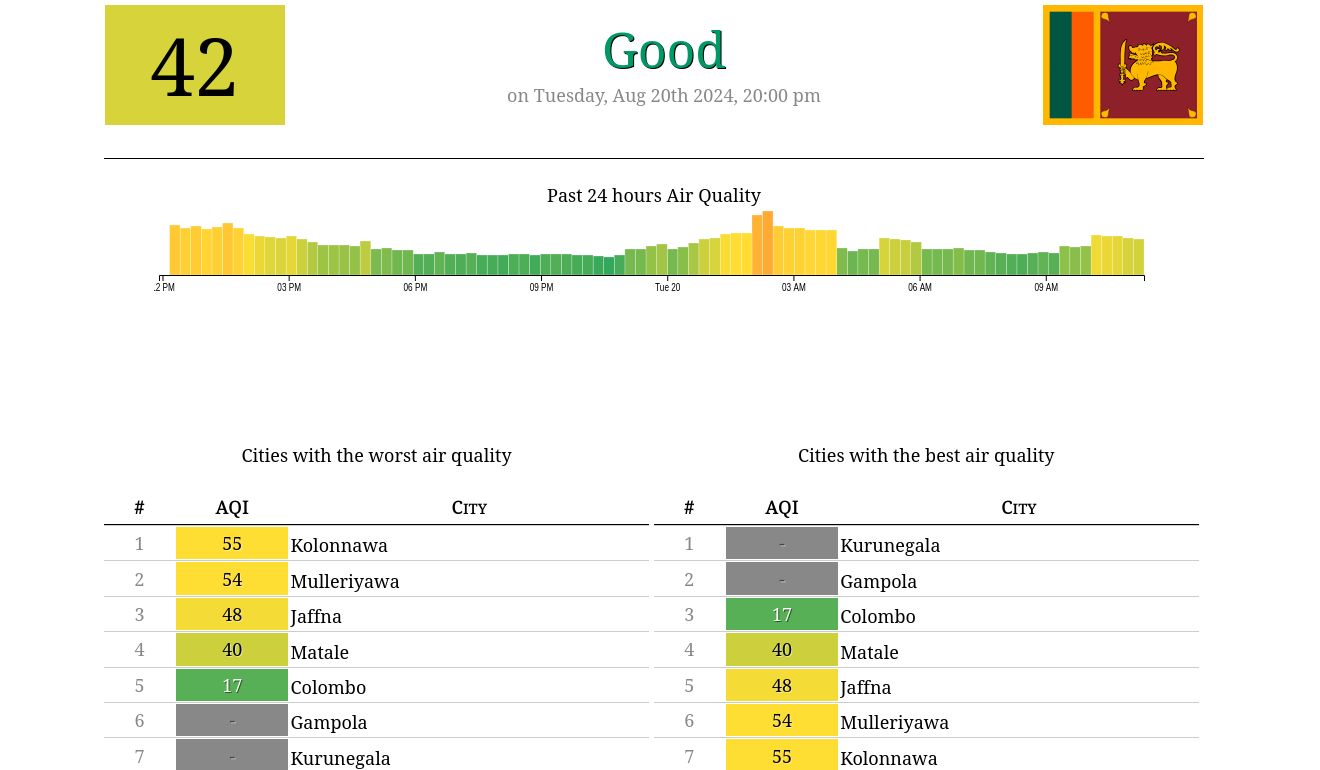 42
Good
on Tuesday, Aug 20th 2024, 20:00 pm
Past 24 hours Air Quality
.2 PM 03 PM 06 PM 09 PM Tue 20 03 AM 06 AM 09 AM
Cities with the worst air quality
# AQI City
1 55 Kolonnawa
2 54 Mulleriyawa
3 48 Jaffna
4 40 Matale
5 17 Colombo
6 - Gampola
7 - Kurunegala
Cities with the best air quality
# AQI City
1 - Kurunegala
2 - Gampola
3 17 Colombo
4 40 Matale
5 48 Jaffna
6 54 Mulleriyawa
7 55 Kolonnawa